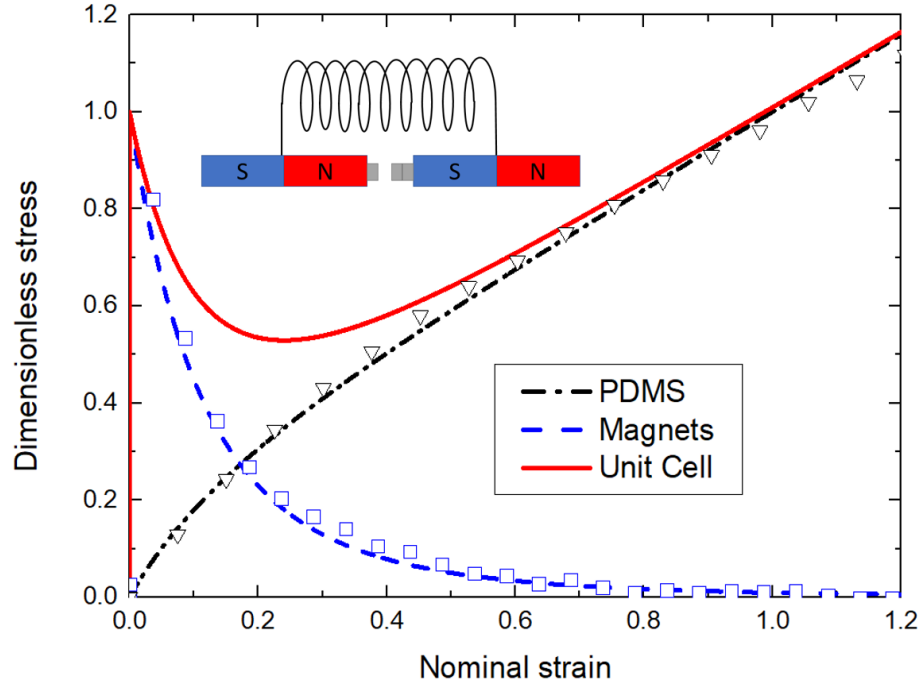 1.2
1.0
0.8
0.6
0.4
0.2
0.0
Dimensionless stress
S N S N
PDMS
Magnets
Unit Cell
0.0 0.2 0.4 0.6 0.8 1.0 1.2
Nominal strain